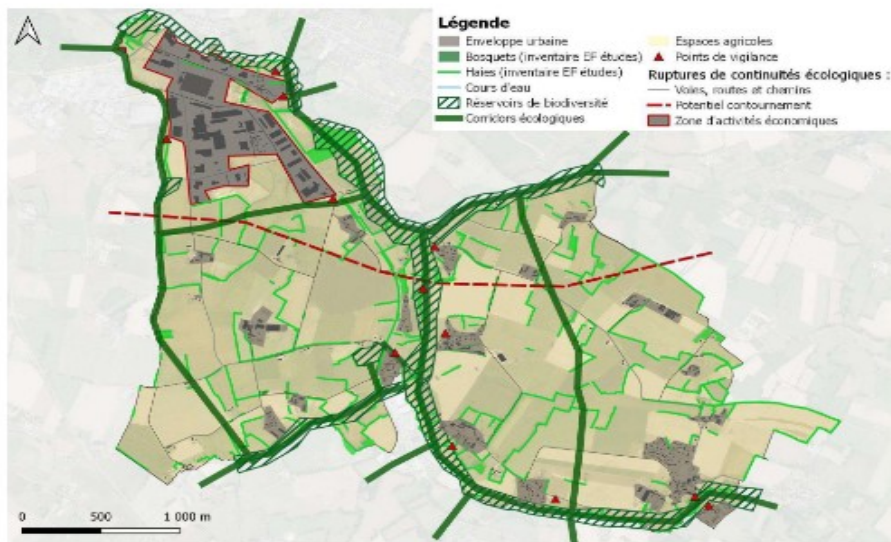 Légende
Enveloppe urbaine
Bosquets (inventaire EF études)
Haies (inventaire EF études)
Cours d'eau
Réservoirs de biodiversité
Corridors écologiques
Espaces agricoles
Points de vigilance
Ruptures de continuités écologiques :
Voies, routes et chemins
Potentiel contournement
Zone d'activités économiques
0 500 1 000 m